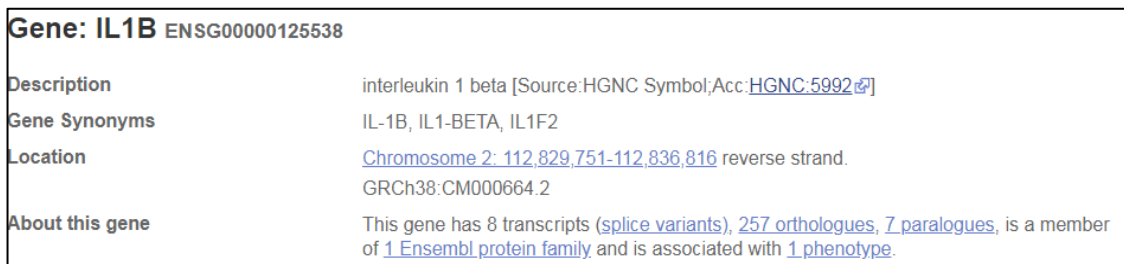 Gene: IL1B ENSG00000125538
Description interleukin 1 beta [Source:HGNC Symbol;Acc:HGNC:5992]
Gene Synonyms IL-1B, IL1-BETA, IL1F2
Location Chromosome 2: 112,829,751-112,836,816 reverse strand.
GRCh38:CM000664.2
About this gene This gene has 8 transcripts (splice variants), 257 orthologues, 7 paralogues, is a member
of 1 Ensembl protein family and is associated with 1 phenotype.